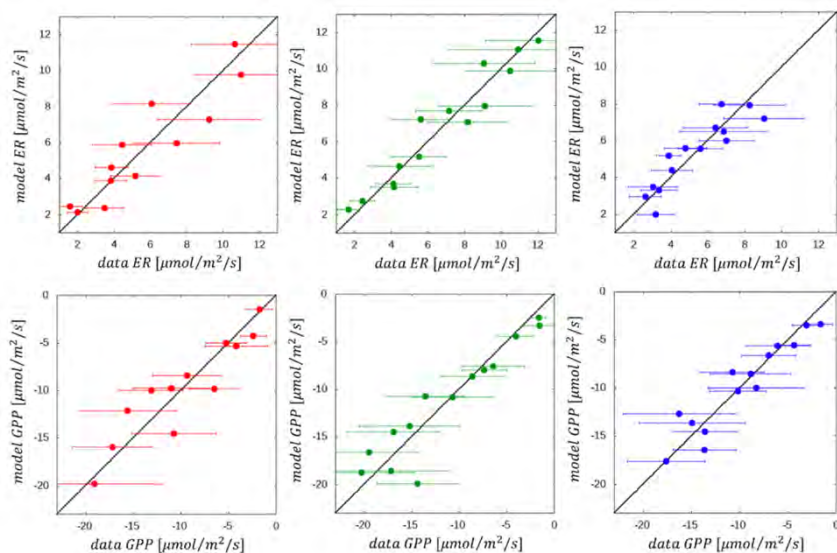 model ER [μmol/m²/s]
12
10
8
6
4
2
2 4 6 8 10 12
data ER [μmol/m²/s]
model ER [μmol/m²/s]
12
10
8
6
4
2
2 4 6 8 10 12
data ER [μmol/m²/s]
model ER [μmol/m²/s]
12
10
8
6
4
2
2 4 6 8 10 12
data ER [μmol/m²/s]
model GPP [μmol/m²/s]
0
-5
-10
-15
-20
-20 -15 -10 -5 0
data GPP [μmol/m²/s]
model GPP [μmol/m²/s]
0
-5
-10
-15
-20
-20 -15 -10 -5 0
data GPP [μmol/m²/s]
model GPP [μmol/m²/s]
0
-5
-10
-15
-20
-20 -15 -10 -5 0
data GPP [μmol/m²/s]